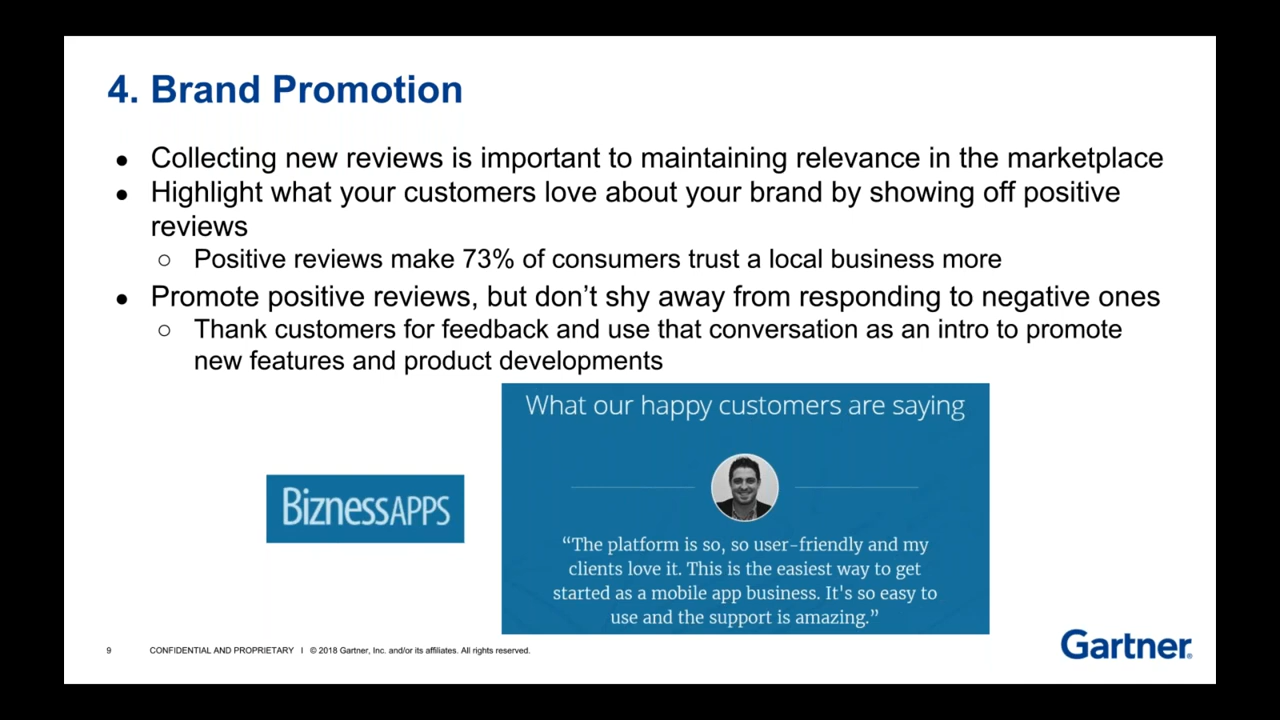 4. Brand Promotion
● Collecting new reviews is important to maintaining relevance in the marketplace
● Highlight what your customers love about your brand by showing off positive
reviews
○ Positive reviews make 73% of consumers trust a local business more
● Promote positive reviews, but don’t shy away from responding to negative ones
○ Thank customers for feedback and use that conversation as an intro to promote
new features and product developments
What our happy customers are saying
BiznessAPPS
“The platform is so, so user-friendly and my
clients love it. This is the easiest way to get
started as a mobile app business. It's so easy to
use and the support is amazing.”
9 CONFIDENTIAL AND PROPRIETARY I © 2018 Gartner, Inc. and/or its affiliates. All rights reserved.
Gartner®